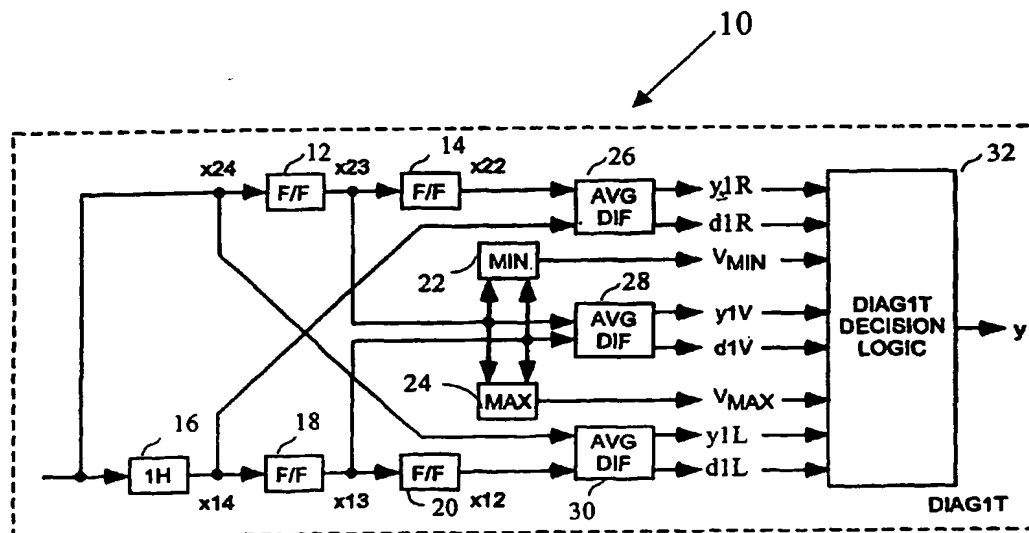 10
x24 12 x23 14 x22 26 32
F/F F/F AVG DIF y1R
d1R
22 MIN. VMIN
28
AVG DIF y1V
d1V
DIAG1T DECISION LOGIC y
24 MAX VMAX
16 18 y1L
1H F/F F/F AVG DIF d1L
x14 x13 20 x12 30
DIAG1T